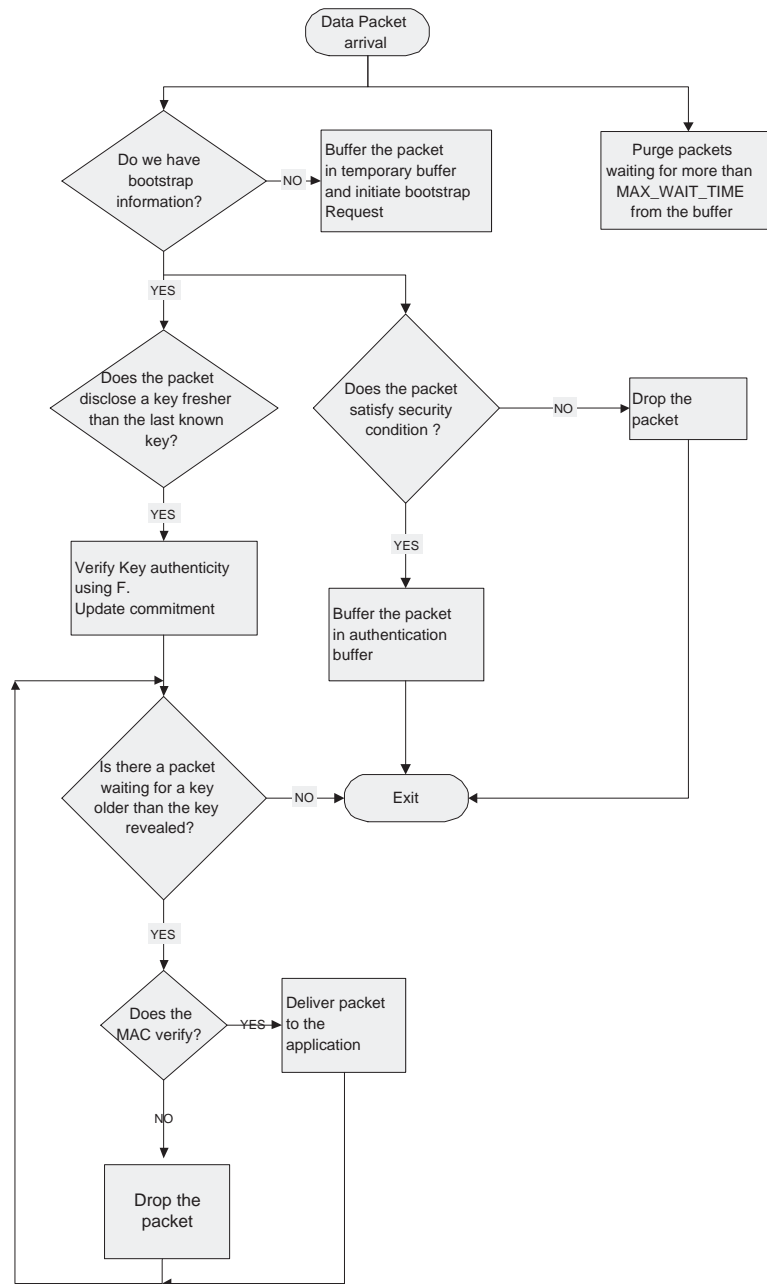 Data Packet
arrival
Do we have
bootstrap
information?
NO
Buffer the packet
in temporary buffer
and initiate bootstrap
Request
Purge packets
waiting for more than
MAX_WAIT_TIME
from the buffer
YES
Does the packet
disclose a key fresher
than the last known
key?
Does the packet
satisfy security
condition ?
NO
Drop the
packet
YES
YES
Verify Key authenticity
using F.
Update commitment
Buffer the packet
in authentication
buffer
Is there a packet
waiting for a key
older than the key
revealed?
NO
Exit
YES
Does the
MAC verify?
YES
Deliver packet
to the
application
NO
Drop the
packet